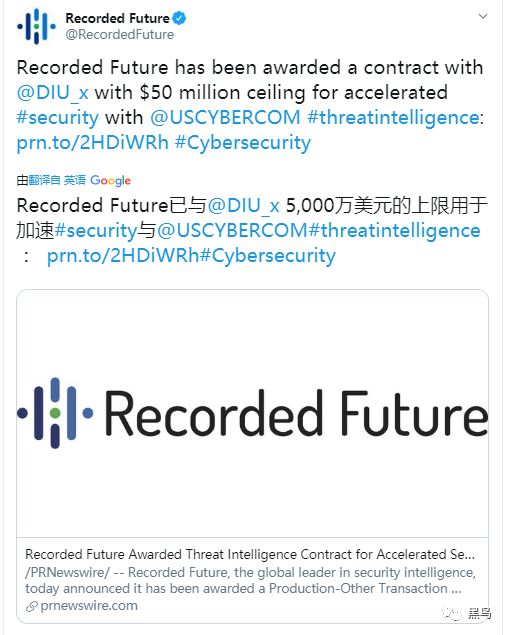 Recorded Future
@RecordedFuture
Recorded Future has been awarded a contract with
@DIU_x with $50 million ceiling for accelerated
#security with @USCYBERCOM #threatintelligence:
prn.to/2HDiWRh #Cybersecurity
由翻译自 英语 Google
Recorded Future已与@DIU_x 5,000万美元的上限用于
加速#security与@USCYBERCOM#threatintelligence
： prn.to/2HDiWRh#Cybersecurity
Recorded Future
Recorded Future Awarded Threat Intelligence Contract for Accelerated Se...
/PRNewswire/ -- Recorded Future, the global leader in security intelligence,
today announced it has been awarded a Production-Other Transaction ...
prnewswire.com
黑鸟